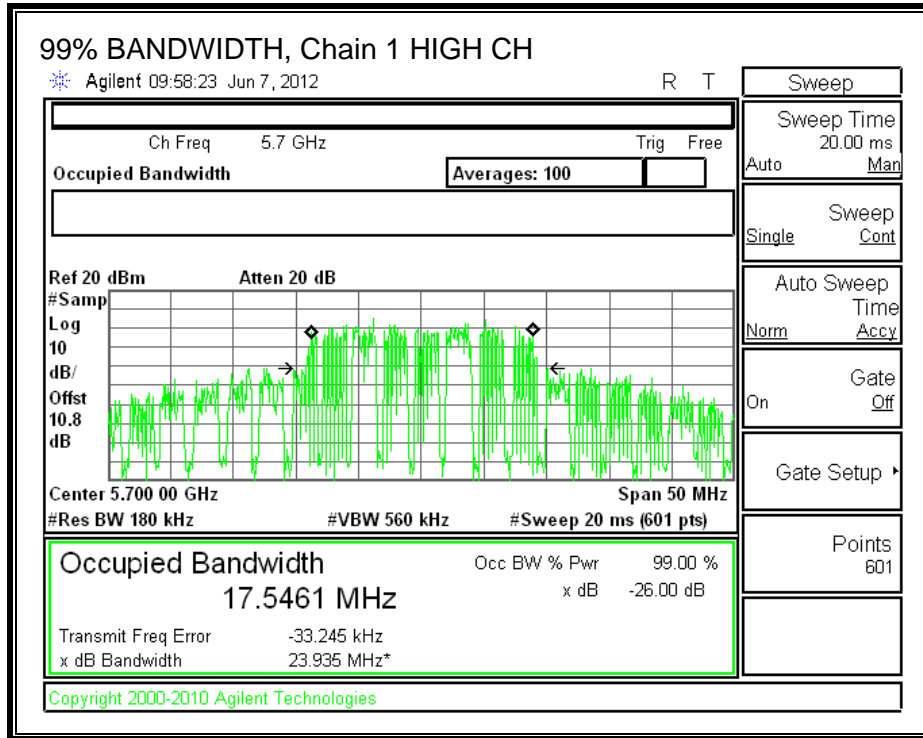 99% BANDWIDTH, Chain 1 HIGH CH
Agilent 09:58:23 Jun 7, 2012 R T
Ch Freq 5.7 GHz Trig Free
Occupied Bandwidth Averages: 100
Ref 20 dBm Atten 20 dB
#Samp
Log
10
dB/
Offst
10.8
dB
Center 5.700 00 GHz Span 50 MHz
#Res BW 180 kHz #VBW 560 kHz #Sweep 20 ms (601 pts)
Occupied Bandwidth Occ BW % Pwr 99.00 %
17.5461 MHz x dB -26.00 dB
Transmit Freq Error -33.245 kHz
x dB Bandwidth 23.935 MHz*
Copyright 2000-2010 Agilent Technologies
Sweep
Sweep Time
20.00 ms
Auto Man
Sweep
Single Cont
Auto Sweep
Time
Norm Accy
Gate
On Off
Gate Setup
Points
601